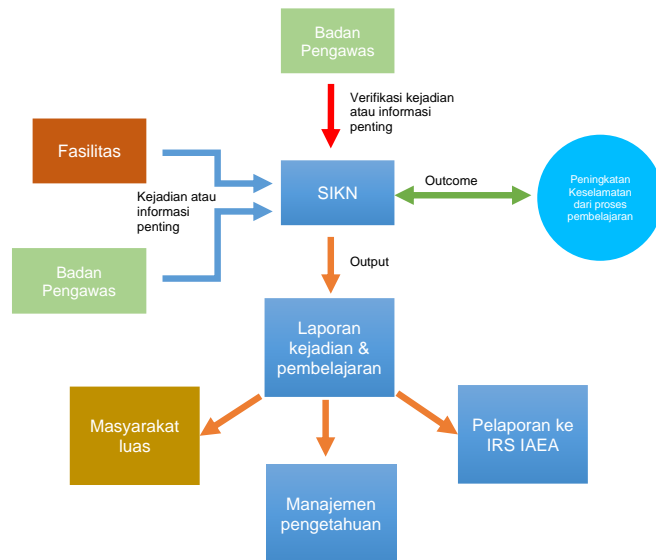 Badan
Pengawas
Verifikasi kejadian
atau informasi
penting
Fasilitas
Kejadian atau
informasi
penting
SIKN
Outcome
Peningkatan
Keselamatan
dari proses
pembelajaran
Badan
Pengawas
Output
Laporan
kejadian &
pembelajaran
Masyarakat
luas
Pelaporan ke
IRS IAEA
Manajemen
pengetahuan